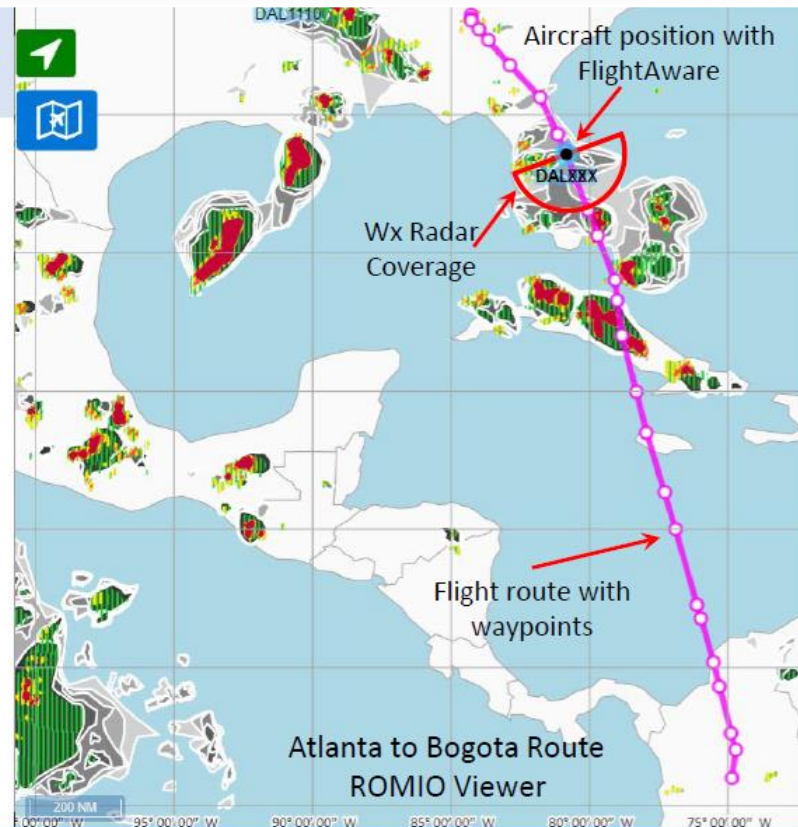 DAL1110
Aircraft position with
FlightAware
DALXXX
Wx Radar
Coverage
Flight route with
waypoints
Atlanta to Bogota Route
ROMIO Viewer
200 NM
95°00'00" W
90°00'00" W
85°00'00" W
80°00'00" W
75°00'00" W